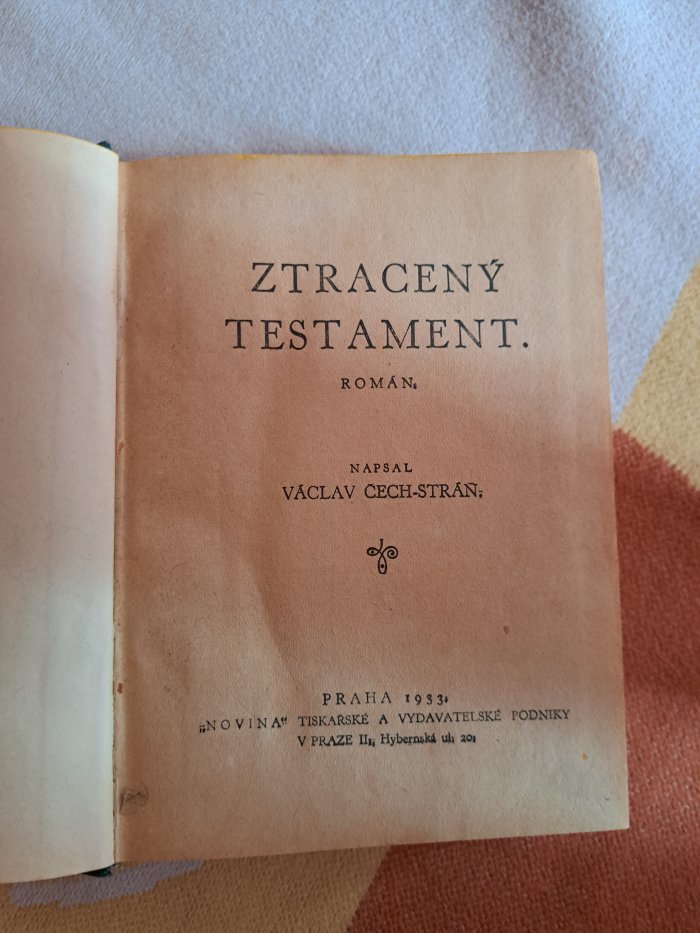 ZTRACENÝ
TESTAMENT.
ROMÁN.
NAPSAL
VÁCLAV ČECH-STRÁŇ.
PRAHA 1933.
„NOVINA“ TISKAŘSKÉ A VYDAVATELSKÉ PODNIKY
V PRAZE II., Hybernská ul. 20.